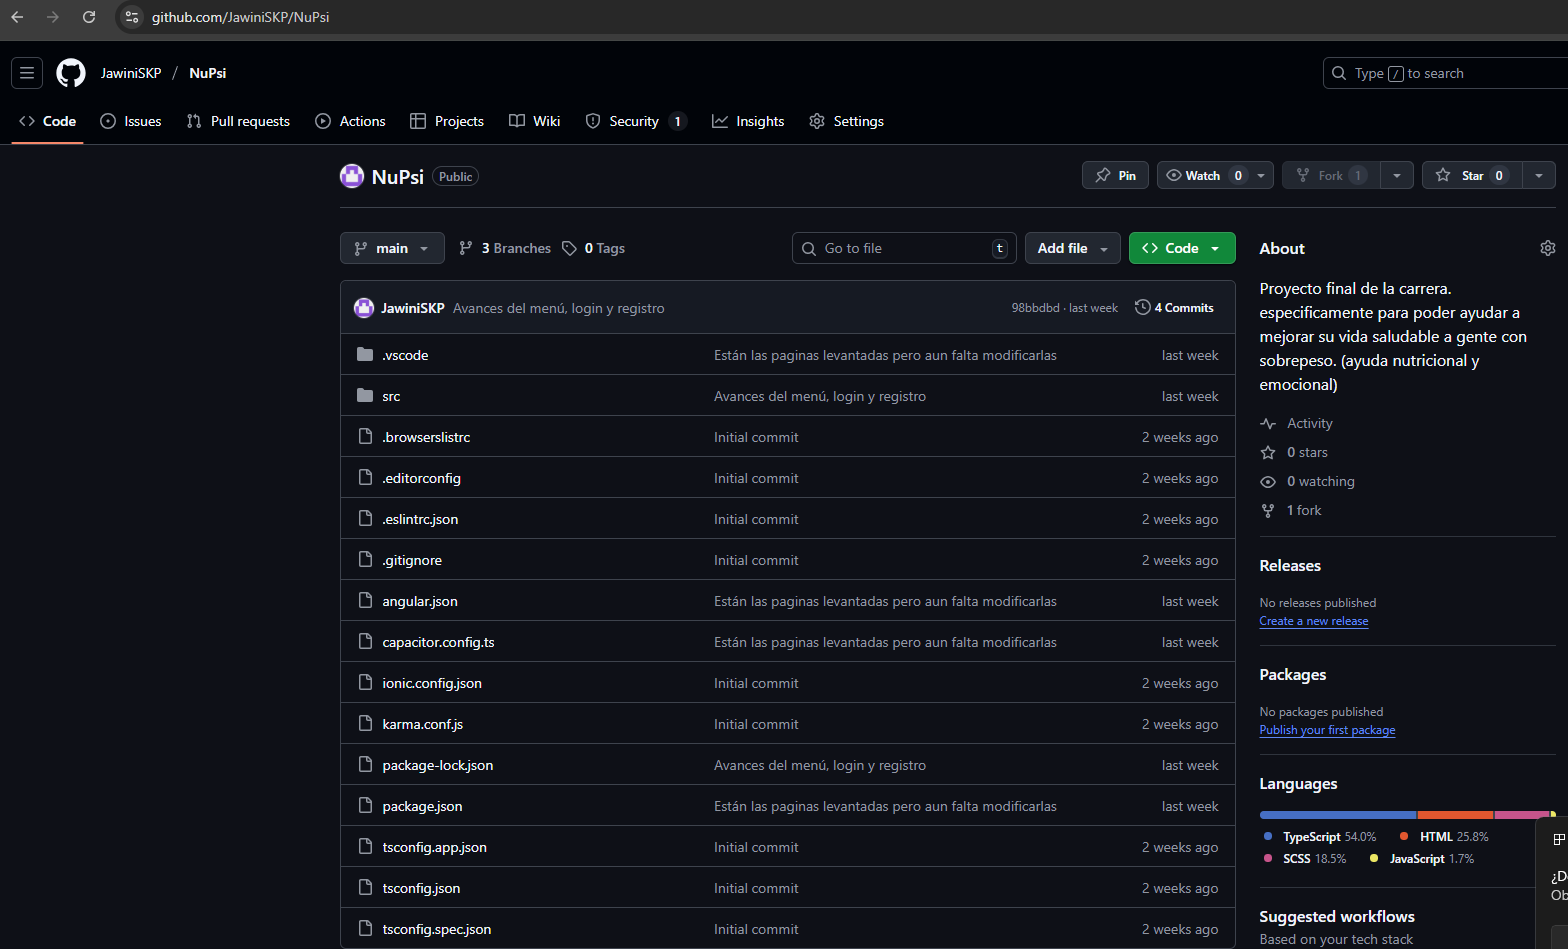 github.com/JawiniSKP/NuPsi
JawiniSKP / NuPsi
Type / to search
Code Issues Pull requests Actions Projects Wiki Security 1 Insights Settings
NuPsi Public
Pin Watch 0 Fork 1 Star 0
main 3 Branches 0 Tags Go to file t Add file Code
JawiniSKP Avances del menú, login y registro 98bbdbd · last week 4 Commits
.vscode Están las paginas levantadas pero aun falta modificarlas last week
src Avances del menú, login y registro last week
.browserslistrc Initial commit 2 weeks ago
.editorconfig Initial commit 2 weeks ago
.eslintrc.json Initial commit 2 weeks ago
.gitignore Initial commit 2 weeks ago
angular.json Están las paginas levantadas pero aun falta modificarlas last week
capacitor.config.ts Están las paginas levantadas pero aun falta modificarlas last week
ionic.config.json Initial commit 2 weeks ago
karma.conf.js Initial commit 2 weeks ago
package-lock.json Avances del menú, login y registro last week
package.json Están las paginas levantadas pero aun falta modificarlas last week
tsconfig.app.json Initial commit 2 weeks ago
tsconfig.json Initial commit 2 weeks ago
tsconfig.spec.json Initial commit 2 weeks ago
About
Proyecto final de la carrera.
especificamente para poder ayudar a
mejorar su vida saludable a gente con
sobrepeso. (ayuda nutricional y
emocional)
Activity
0 stars
0 watching
1 fork
Releases
No releases published
Create a new release
Packages
No packages published
Publish your first package
Languages
TypeScript 54.0% HTML 25.8%
SCSS 18.5% JavaScript 1.7%
Suggested workflows
Based on your tech stack
¿D
Ob